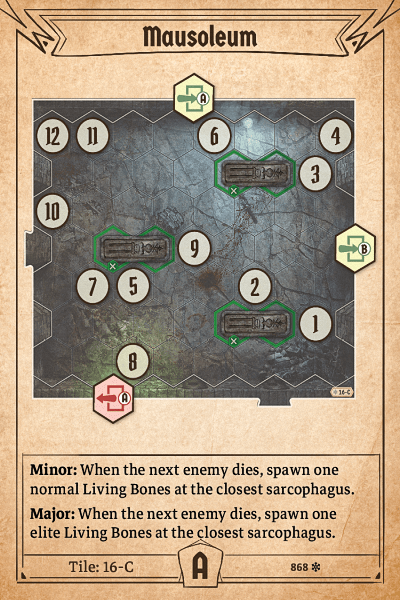 Mausoleum
A
12 11 6 4
3
10
9
B
7 5 2
1
8
A
16-C
Minor: When the next enemy dies, spawn one
normal Living Bones at the closest sarcophagus.
Major: When the next enemy dies, spawn one
elite Living Bones at the closest sarcophagus.
Tile: 16-C A 868